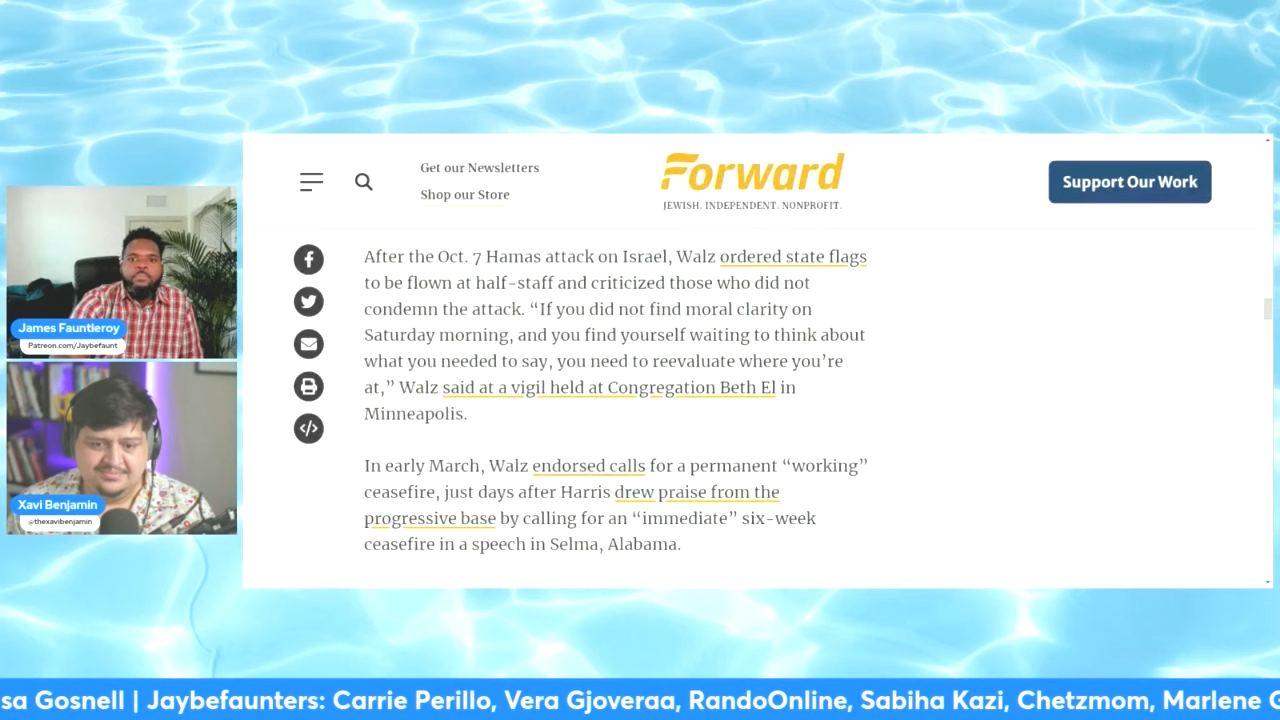 Get our Newsletters
Shop our Store
Forward
JEWISH. INDEPENDENT. NONPROFIT.
Support Our Work
After the Oct. 7 Hamas attack on Israel, Walz ordered state flags
to be flown at half-staff and criticized those who did not
condemn the attack. “If you did not find moral clarity on
Saturday morning, and you find yourself waiting to think about
what you needed to say, you need to reevaluate where you’re
at,” Walz said at a vigil held at Congregation Beth El in
Minneapolis.
In early March, Walz endorsed calls for a permanent “working”
ceasefire, just days after Harris drew praise from the
progressive base by calling for an “immediate” six-week
ceasefire in a speech in Selma, Alabama.
James Fauntleroy
Patreon.com/Jaybefaunt
Xavi Benjamin
@thexavibenjamin
sa Gosnell | Jaybefaunters: Carrie Perillo, Vera Gjoveraa, RandoOnline, Sabiha Kazi, Chetzmom, Marlene